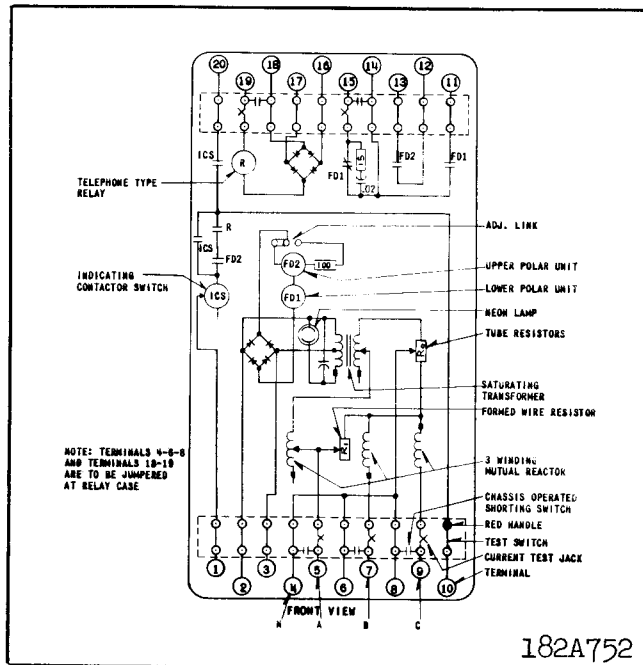 20 18 16 14 12
19 17 15 13 11
ICS
R
FD1
15
.02
FD2
FD1
TELEPHONE TYPE
RELAY
R
ICS
FD2
ADJ. LINK
FD2
100
UPPER POLAR UNIT
INDICATING
CONTACTOR SWITCH
ICS
FD1
LOWER POLAR UNIT
NEON LAMP
TUBE RESISTORS
SATURATING
TRANSFORMER
FORMED WIRE RESISTOR
R1
3 WINDING
MUTUAL REACTOR
NOTE: TERMINALS 4-6-8
AND TERMINALS 18-19
ARE TO BE JUMPERED
AT RELAY CASE
CHASSIS OPERATED
SHORTING SWITCH
RED HANDLE
TEST SWITCH
CURRENT TEST JACK
TERMINAL
1 3 5 7 9
2 4 6 8 10
FRONT VIEW
N A B C
182A752